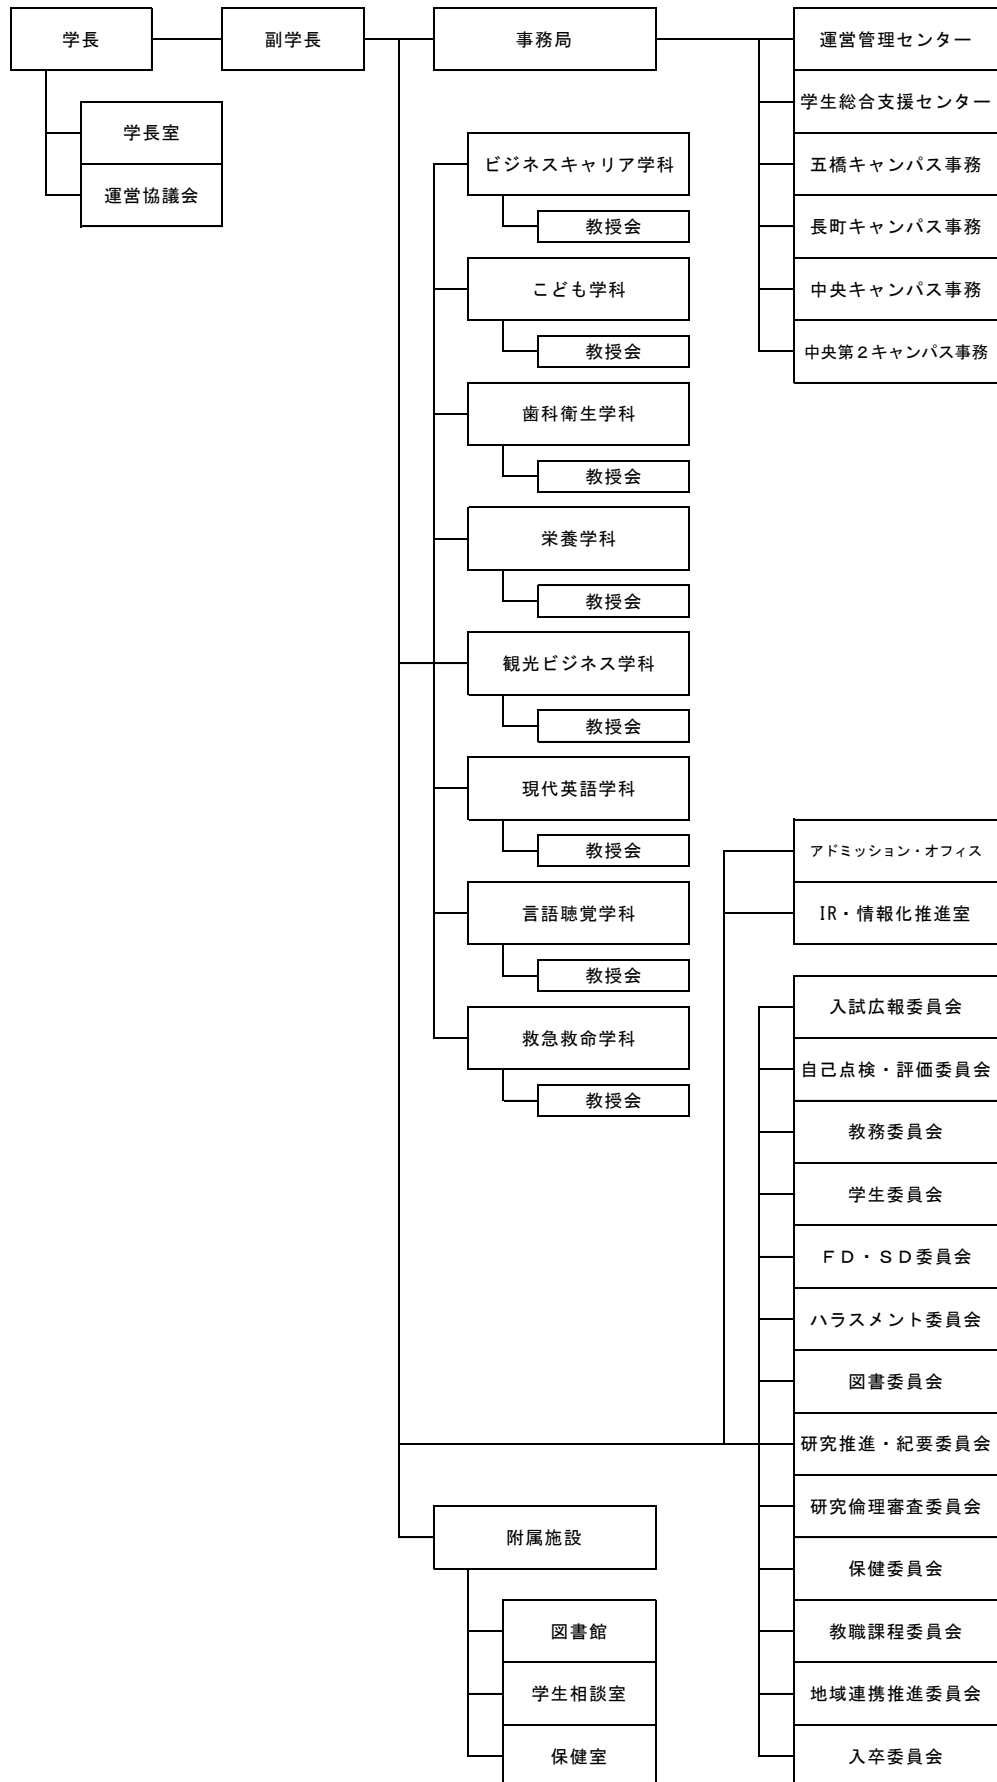 学長
副学長
事務局
運営管理センター
学長室
運営協議会
学生総合支援センター
五橋キャンパス事務
長町キャンパス事務
中央キャンパス事務
中央第２キャンパス事務
ビジネスキャリア学科
教授会
こども学科
教授会
歯科衛生学科
教授会
栄養学科
教授会
観光ビジネス学科
教授会
現代英語学科
教授会
言語聴覚学科
教授会
救急救命学科
教授会
アドミッション・オフィス
IR・情報化推進室
入試広報委員会
自己点検・評価委員会
教務委員会
学生委員会
ＦＤ・ＳＤ委員会
ハラスメント委員会
図書委員会
研究推進・紀要委員会
研究倫理審査委員会
保健委員会
教職課程委員会
地域連携推進委員会
入卒委員会
附属施設
図書館
学生相談室
保健室